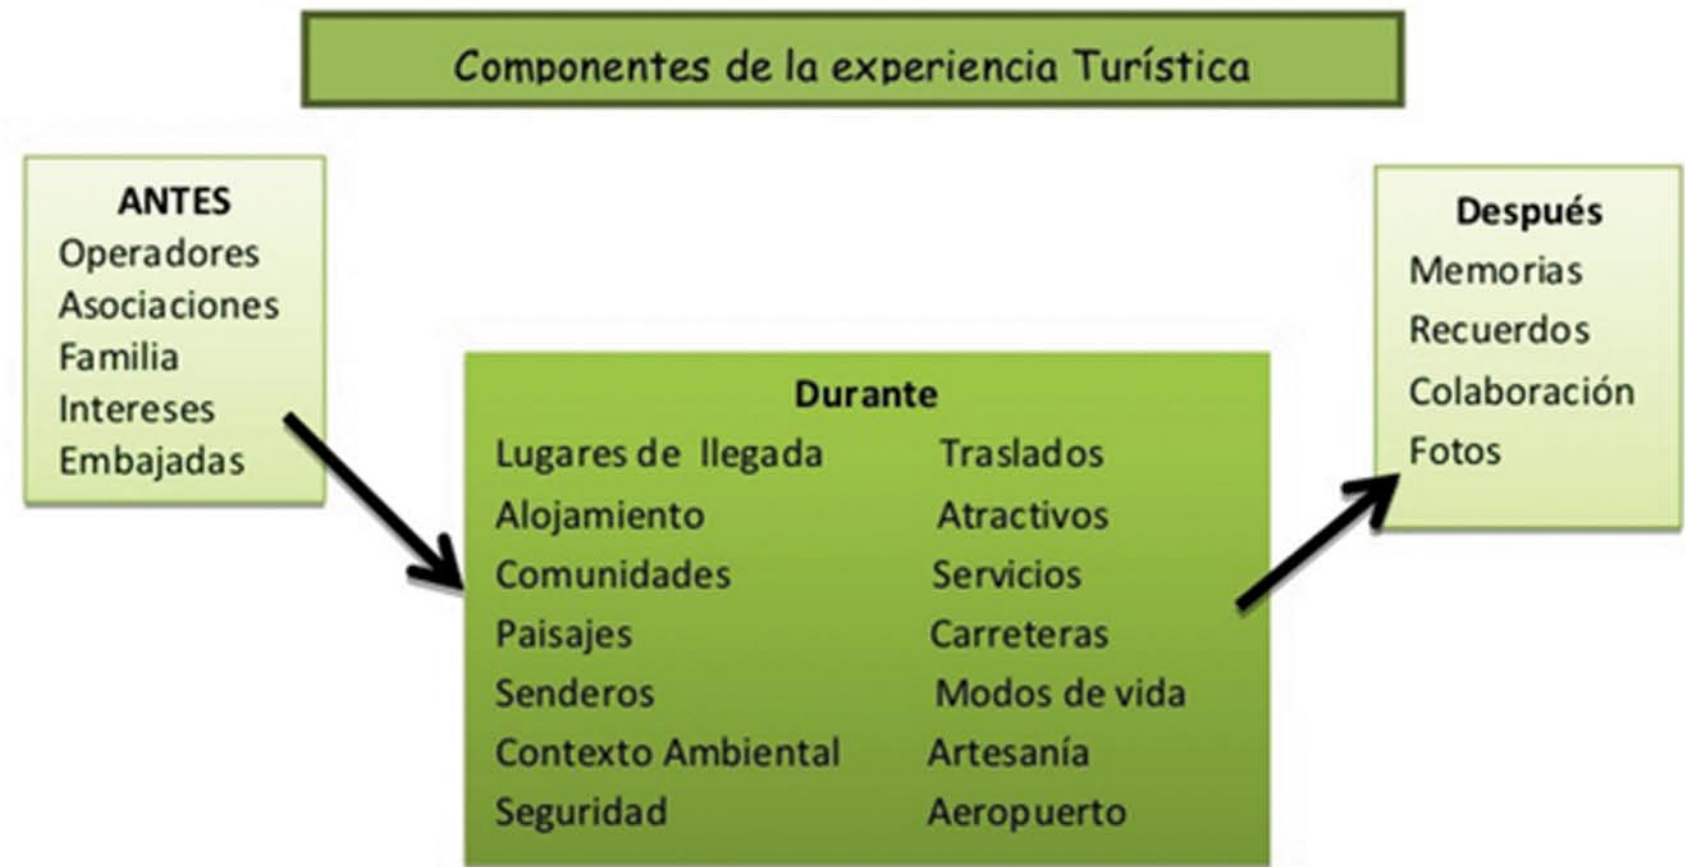 Componentes de la experiencia Turística
ANTES
Operadores
Asociaciones
Familia
Intereses
Embajadas
Durante
Lugares de llegada Traslados
Alojamiento Atractivos
Comunidades Servicios
Paisajes Carreteras
Senderos Modos de vida
Contexto Ambiental Artesanía
Seguridad Aeropuerto
Después
Memorias
Recuerdos
Colaboración
Fotos